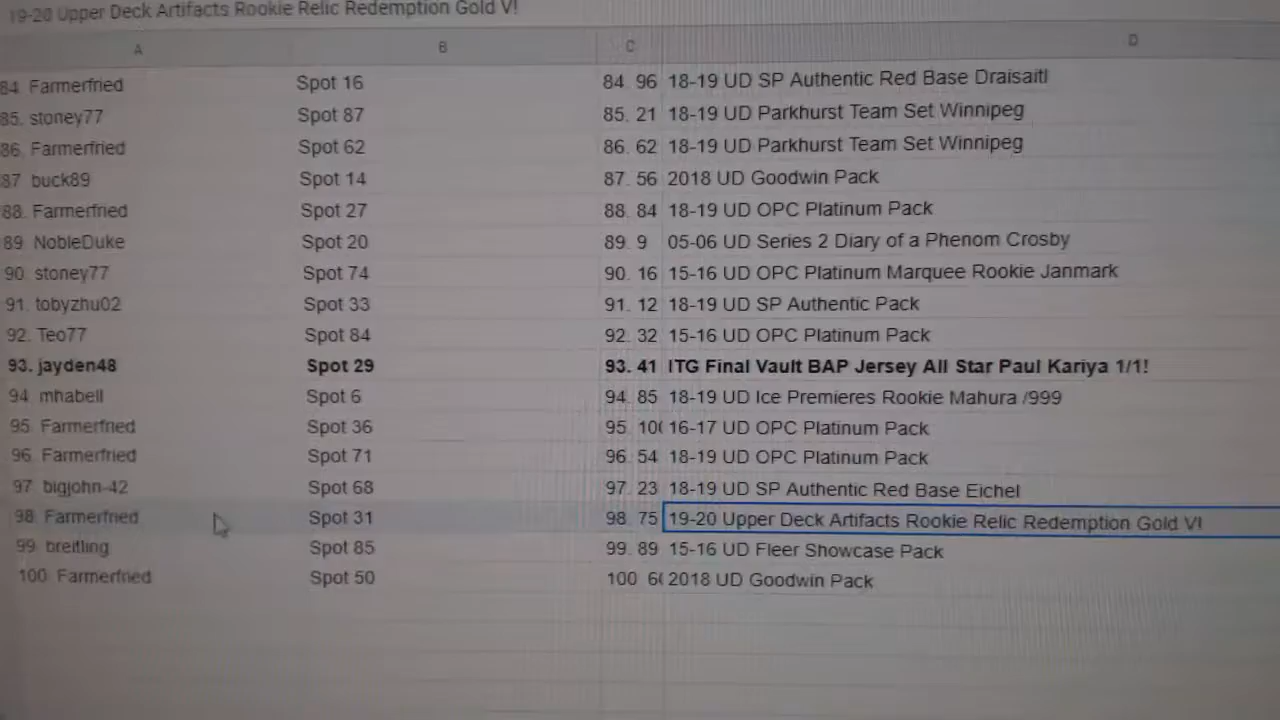 19-20 Upper Deck Artifacts Rookie Relic Redemption Gold V!
A B C D
84 Farmerfried Spot 16 84. 96 18-19 UD SP Authentic Red Base Draisaitl
85. stoney77 Spot 87 85. 21 18-19 UD Parkhurst Team Set Winnipeg
86. Farmerfried Spot 62 86. 62 18-19 UD Parkhurst Team Set Winnipeg
87 buck89 Spot 14 87. 56 2018 UD Goodwin Pack
88. Farmerfried Spot 27 88. 84 18-19 UD OPC Platinum Pack
89 NobleDuke Spot 20 89. 9 05-06 UD Series 2 Diary of a Phenom Crosby
90 stoney77 Spot 74 90. 16 15-16 UD OPC Platinum Marquee Rookie Janmark
91. tobyzhu02 Spot 33 91. 12 18-19 UD SP Authentic Pack
92. Teo77 Spot 84 92. 32 15-16 UD OPC Platinum Pack
93. jayden48 Spot 29 93. 41 ITG Final Vault BAP Jersey All Star Paul Kariya 1/1!
94 mhabell Spot 6 94. 85 18-19 UD Ice Premieres Rookie Mahura /999
95. Farmerfried Spot 36 95. 10 16-17 UD OPC Platinum Pack
96. Farmerfried Spot 71 96. 54 18-19 UD OPC Platinum Pack
97. bigjohn-42 Spot 68 97. 23 18-19 UD SP Authentic Red Base Eichel
98. Farmerfried Spot 31 98. 75 19-20 Upper Deck Artifacts Rookie Relic Redemption Gold V!
99. breitling Spot 85 99. 89 15-16 UD Fleer Showcase Pack
100 Farmerfried Spot 50 100 6 2018 UD Goodwin Pack